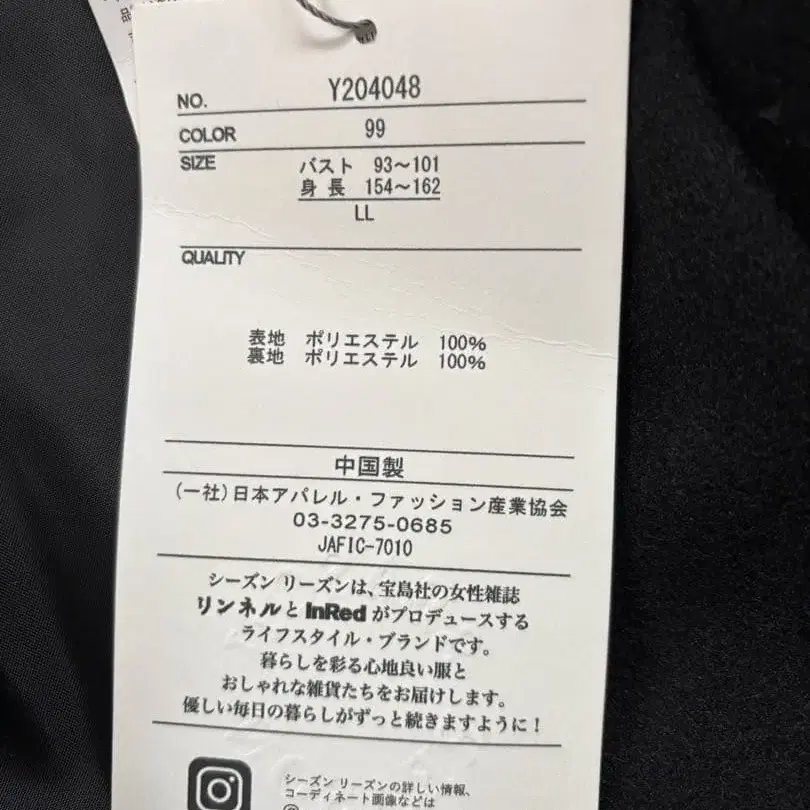 NO. Y204048
COLOR 99
SIZE バスト 93～101
身長 154～162
LL
QUALITY
表地 ポリエステル 100%
裏地 ポリエステル 100%
中国製
(一社)日本アパレル・ファッション産業協会
03-3275-0685
JAFIC-7010
シーズン リーズンは、宝島社の女性雑誌
リンネルと InRed がプロデュースする
ライフスタイル・ブランドです。
暮らしを彩る心地良い服と
おしゃれな雑貨たちをお届けします。
優しい毎日の暮らしがずっと続きますように！
シーズン リーズンの詳しい情報、
コーディネート画像などは